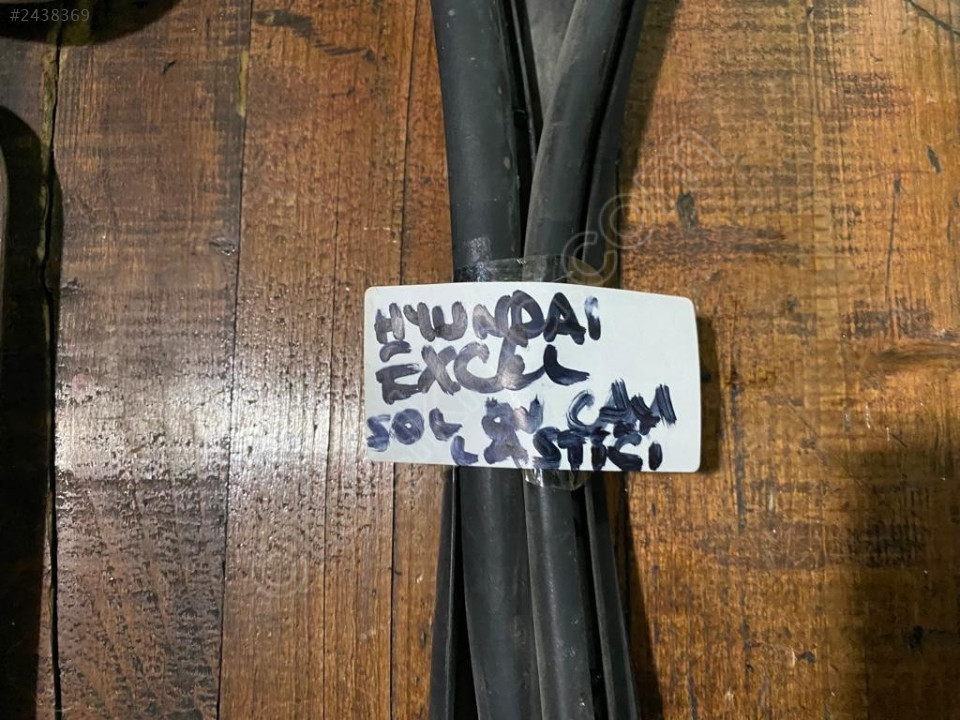 #2438369
HYUNDAI
EXCEL
SOL ÖN CAM
LASTİĞİ